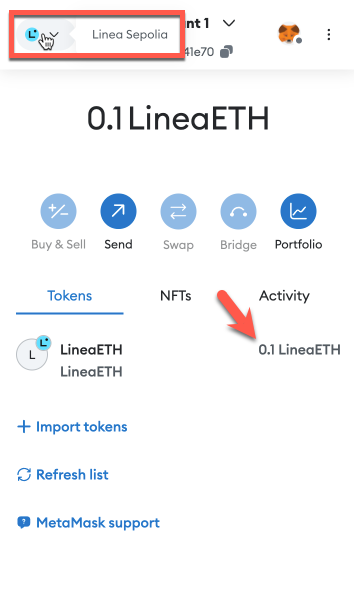 Linea Sepolia
nt 1
41e70
0.1 LineaETH
Buy & Sell
Send
Swap
Bridge
Portfolio
Tokens
NFTs
Activity
L
LineaETH
0.1 LineaETH
LineaETH
Import tokens
Refresh list
MetaMask support